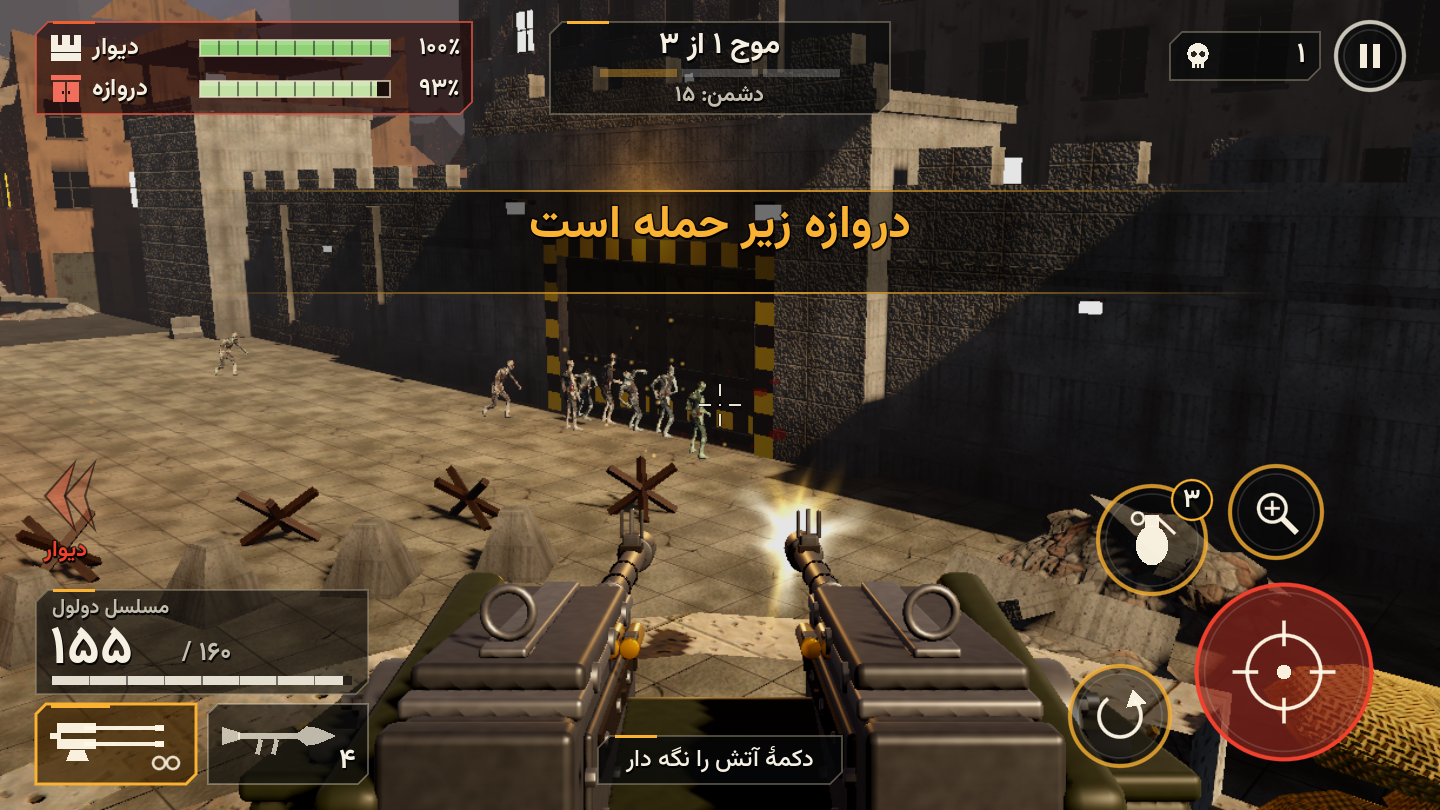 دیوار ۱۰۰٪
دروازه ۹۳٪
موج ۱ از ۳
دشمن: ۱۵
۱
دروازه زیر حمله است
۳
دیوار
مسلسل دولول
۱۵۵ / ۱۶۰
∞
۴
دکمهٔ آتش را نگه دار